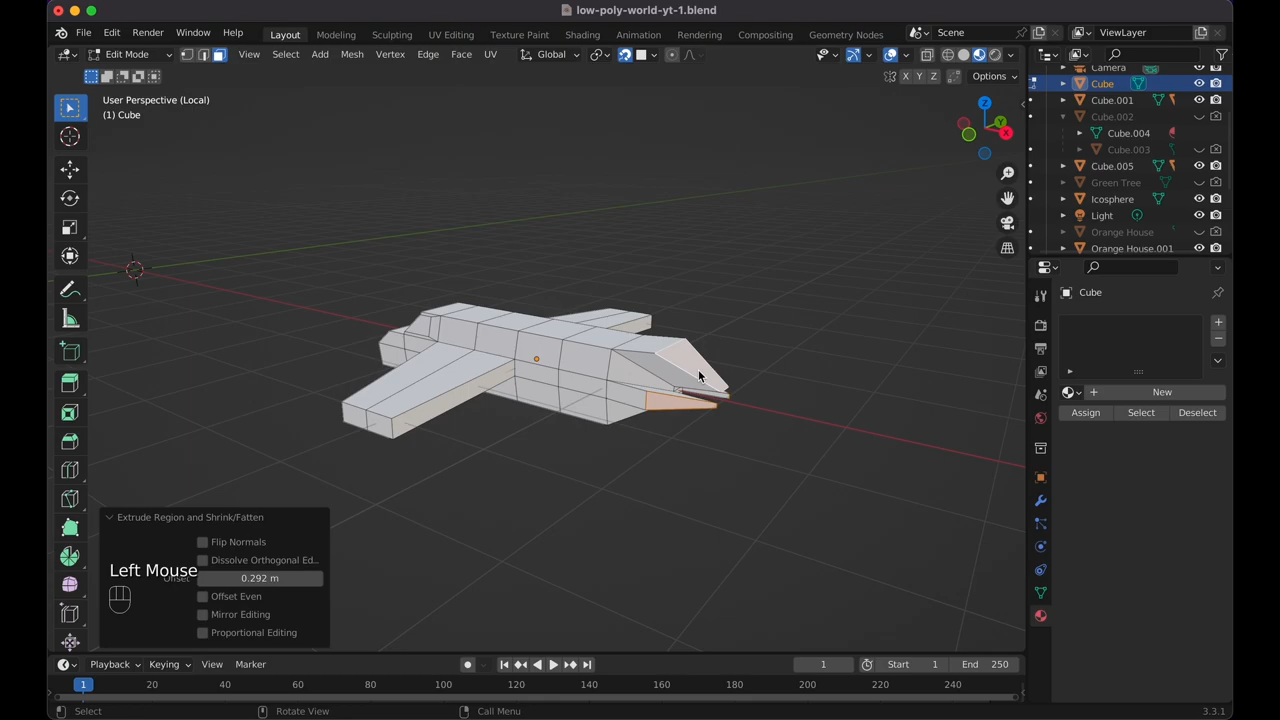 low-poly-world-yt-1.blend
File Edit Render Window Help Layout Modeling Sculpting UV Editing Texture Paint Shading Animation Rendering Compositing Geometry Nodes Scene ViewLayer
Edit Mode View Select Add Mesh Vertex Edge Face UV Global
X Y Z Options
User Perspective (Local)
(1) Cube
Z
Y
X
Camera
Cube
Cube.001
Cube.002
Cube.004
Cube.003
Cube.005
Green Tree
Icosphere
Light
Orange House
Orange House.001
Cube
New
Assign Select Deselect
Extrude Region and Shrink/Fatten
Flip Normals
Dissolve Orthogonal Ed...
Left Mouse
Offset 0.292 m
Offset Even
Mirror Editing
Proportional Editing
Playback Keying View Marker 1 Start 1 End 250
1 20 40 60 80 100 120 140 160 180 200 220 240
Select Rotate View Call Menu 3.3.1